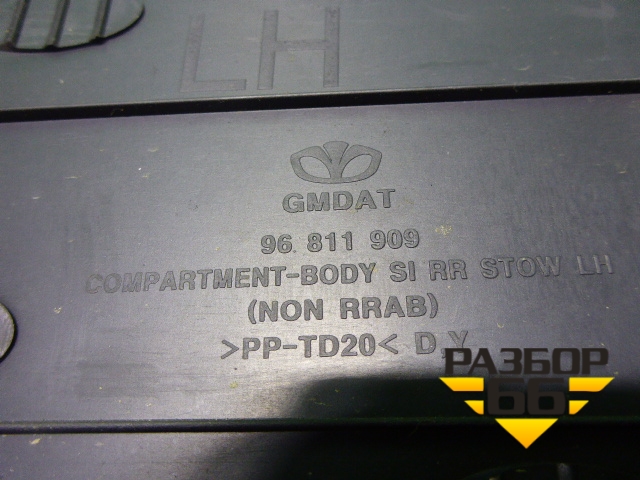 LH
GMDAT
96. 811 909
COMPARTMENT-BODY SI RR STOW LH
(NON RRAB)
>PP-TD20< D.Y
РАЗБОР
66